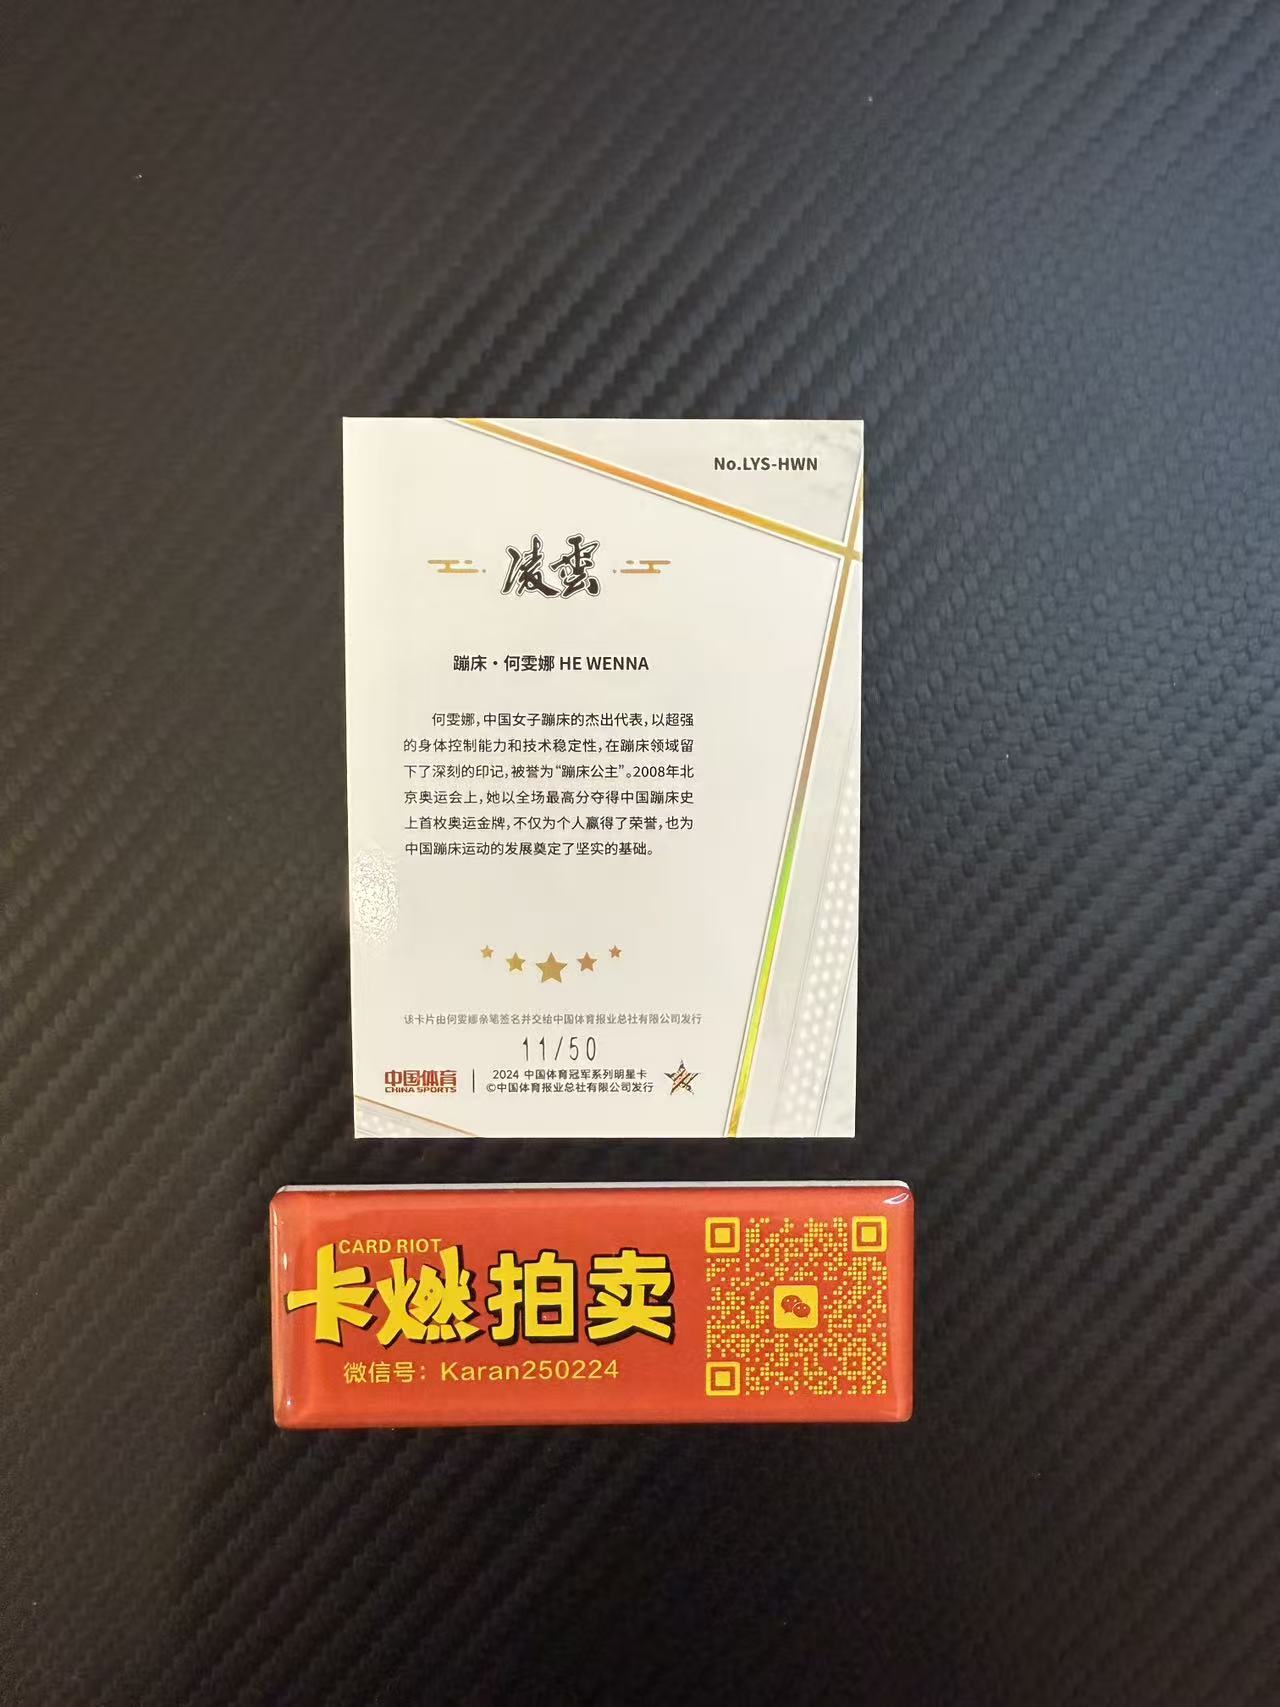 No.LYS-HWN
凌雲
蹦床·何雯娜 HE WENNA
何雯娜，中国女子蹦床的杰出代表，以超强
的身体控制能力和技术稳定性，在蹦床领域留
下了深刻的印记，被誉为“蹦床公主”。2008年北
京奥运会上，她以全场最高分夺得中国蹦床史
上首枚奥运金牌，不仅为个人赢得了荣誉，也为
中国蹦床运动的发展奠定了坚实的基础。
该卡片由何雯娜亲笔签名并交给中国体育报业总社有限公司发行
11/50
中国体育
CHINA SPORTS
2024 中国体育冠军系列明星卡
©中国体育报业总社有限公司发行
CARD RIOT
卡燃拍卖
微信号：Karan250224